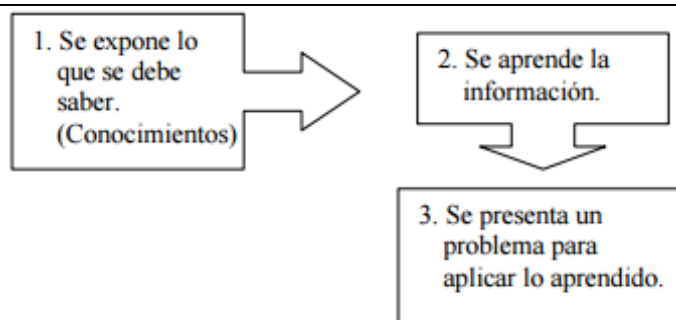 1. Se expone lo
que se debe
saber.
(Conocimientos)
2. Se aprende la
información.
3. Se presenta un
problema para
aplicar lo aprendido.